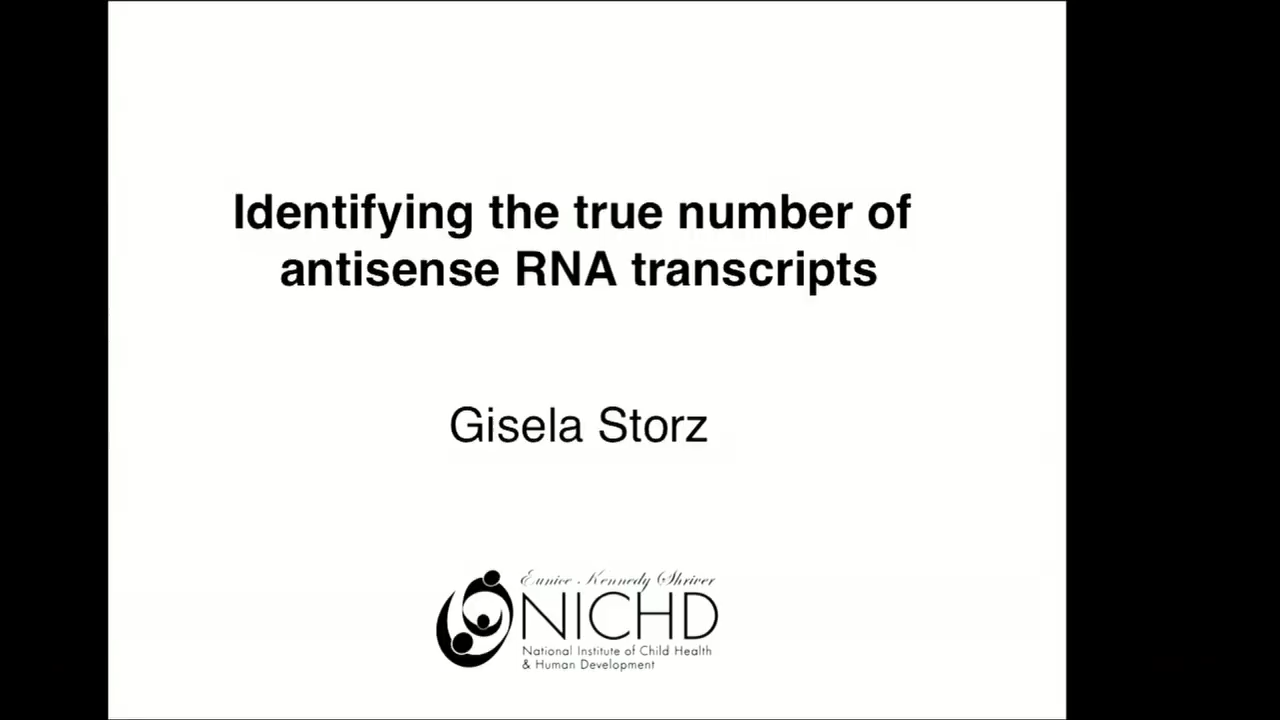 Identifying the true number of
antisense RNA transcripts
Gisela Storz
Eunice Kennedy Shriver
NICHD
National Institute of Child Health
& Human Development